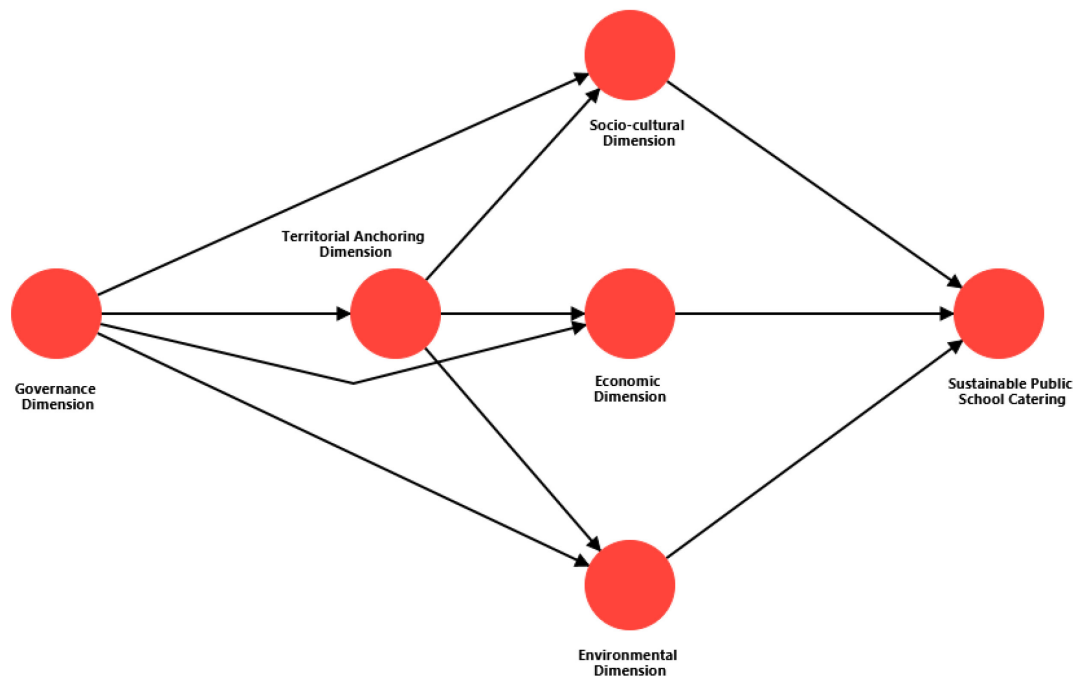 Socio-cultural
Dimension
Territorial Anchoring
Dimension
Governance
Dimension
Economic
Dimension
Sustainable Public
School Catering
Environmental
Dimension